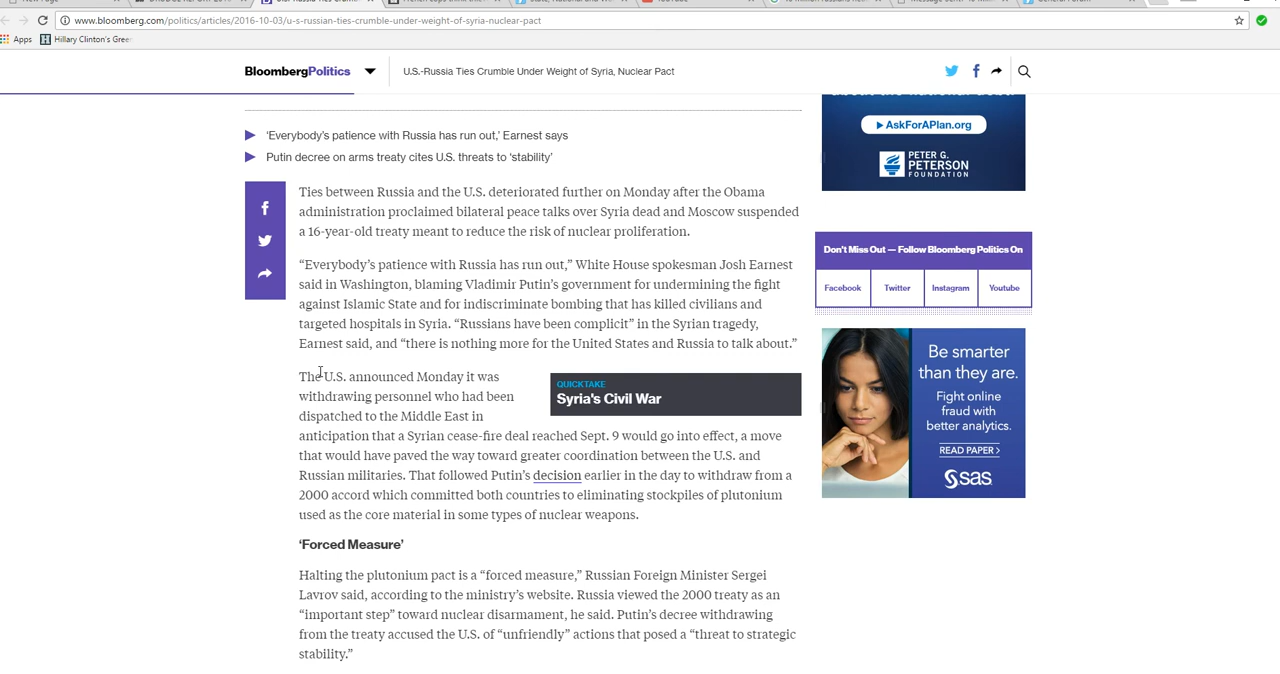 www.bloomberg.com/politics/articles/2016-10-03/u-s-russian-ties-crumble-under-weight-of-syria-nuclear-pact
Apps Hillary Clinton's Gree
BloombergPolitics U.S.-Russia Ties Crumble Under Weight of Syria, Nuclear Pact
'Everybody's patience with Russia has run out,' Earnest says
Putin decree on arms treaty cites U.S. threats to 'stability'
Ties between Russia and the U.S. deteriorated further on Monday after the Obama
administration proclaimed bilateral peace talks over Syria dead and Moscow suspended
a 16-year-old treaty meant to reduce the risk of nuclear proliferation.
“Everybody’s patience with Russia has run out,” White House spokesman Josh Earnest
said in Washington, blaming Vladimir Putin’s government for undermining the fight
against Islamic State and for indiscriminate bombing that has killed civilians and
targeted hospitals in Syria. “Russians have been complicit” in the Syrian tragedy,
Earnest said, and “there is nothing more for the United States and Russia to talk about.”
The U.S. announced Monday it was
withdrawing personnel who had been
dispatched to the Middle East in
anticipation that a Syrian cease-fire deal reached Sept. 9 would go into effect, a move
that would have paved the way toward greater coordination between the U.S. and
Russian militaries. That followed Putin’s decision earlier in the day to withdraw from a
2000 accord which committed both countries to eliminating stockpiles of plutonium
used as the core material in some types of nuclear weapons.
QUICKTAKE
Syria's Civil War
‘Forced Measure’
Halting the plutonium pact is a “forced measure,” Russian Foreign Minister Sergei
Lavrov said, according to the ministry’s website. Russia viewed the 2000 treaty as an
“important step” toward nuclear disarmament, he said. Putin’s decree withdrawing
from the treaty accused the U.S. of “unfriendly” actions that posed a “threat to strategic
stability.”
AskForAPlan.org
PETER G.
PETERSON
FOUNDATION
Don't Miss Out — Follow Bloomberg Politics On
Facebook Twitter Instagram Youtube
Be smarter
than they are.
Fight online
fraud with
better analytics.
READ PAPER>
sas